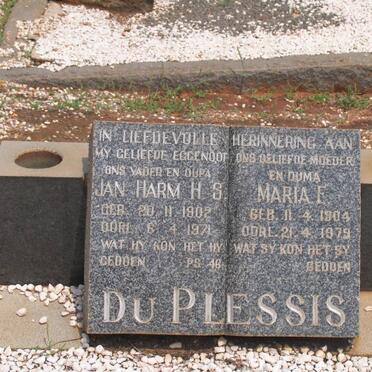 IN LIEFDEVOLLE HERINNERING AAN
MY GELIEFDE EGGENOOT
ONS VADER EN OUPA
JAN HARM H. S.
GEB. 20. 11. 1902
OORL. 6. 4. 1971
WAT HY KON HET HY
GEDOEN PS. 48
ONS GELIEFDE MOEDER
EN OUMA
MARIA E.
GEB. 11. 4. 1904
OORL. 21. 4. 1979
WAT SY KON HET SY
GEDOEN
DU PLESSIS